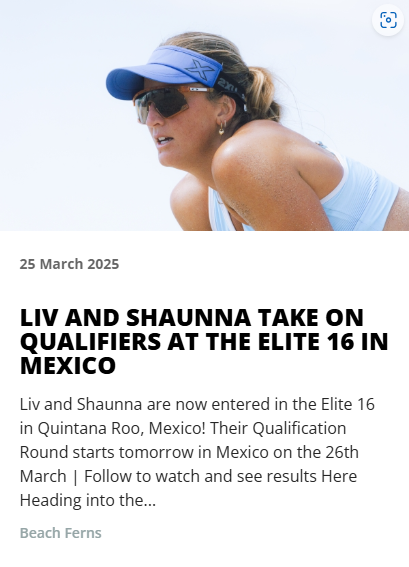 2XU
25 March 2025
LIV AND SHAUNNA TAKE ON
QUALIFIERS AT THE ELITE 16 IN
MEXICO
Liv and Shaunna are now entered in the Elite 16
in Quintana Roo, Mexico! Their Qualification
Round starts tomorrow in Mexico on the 26th
March | Follow to watch and see results Here
Heading into the...
Beach Ferns